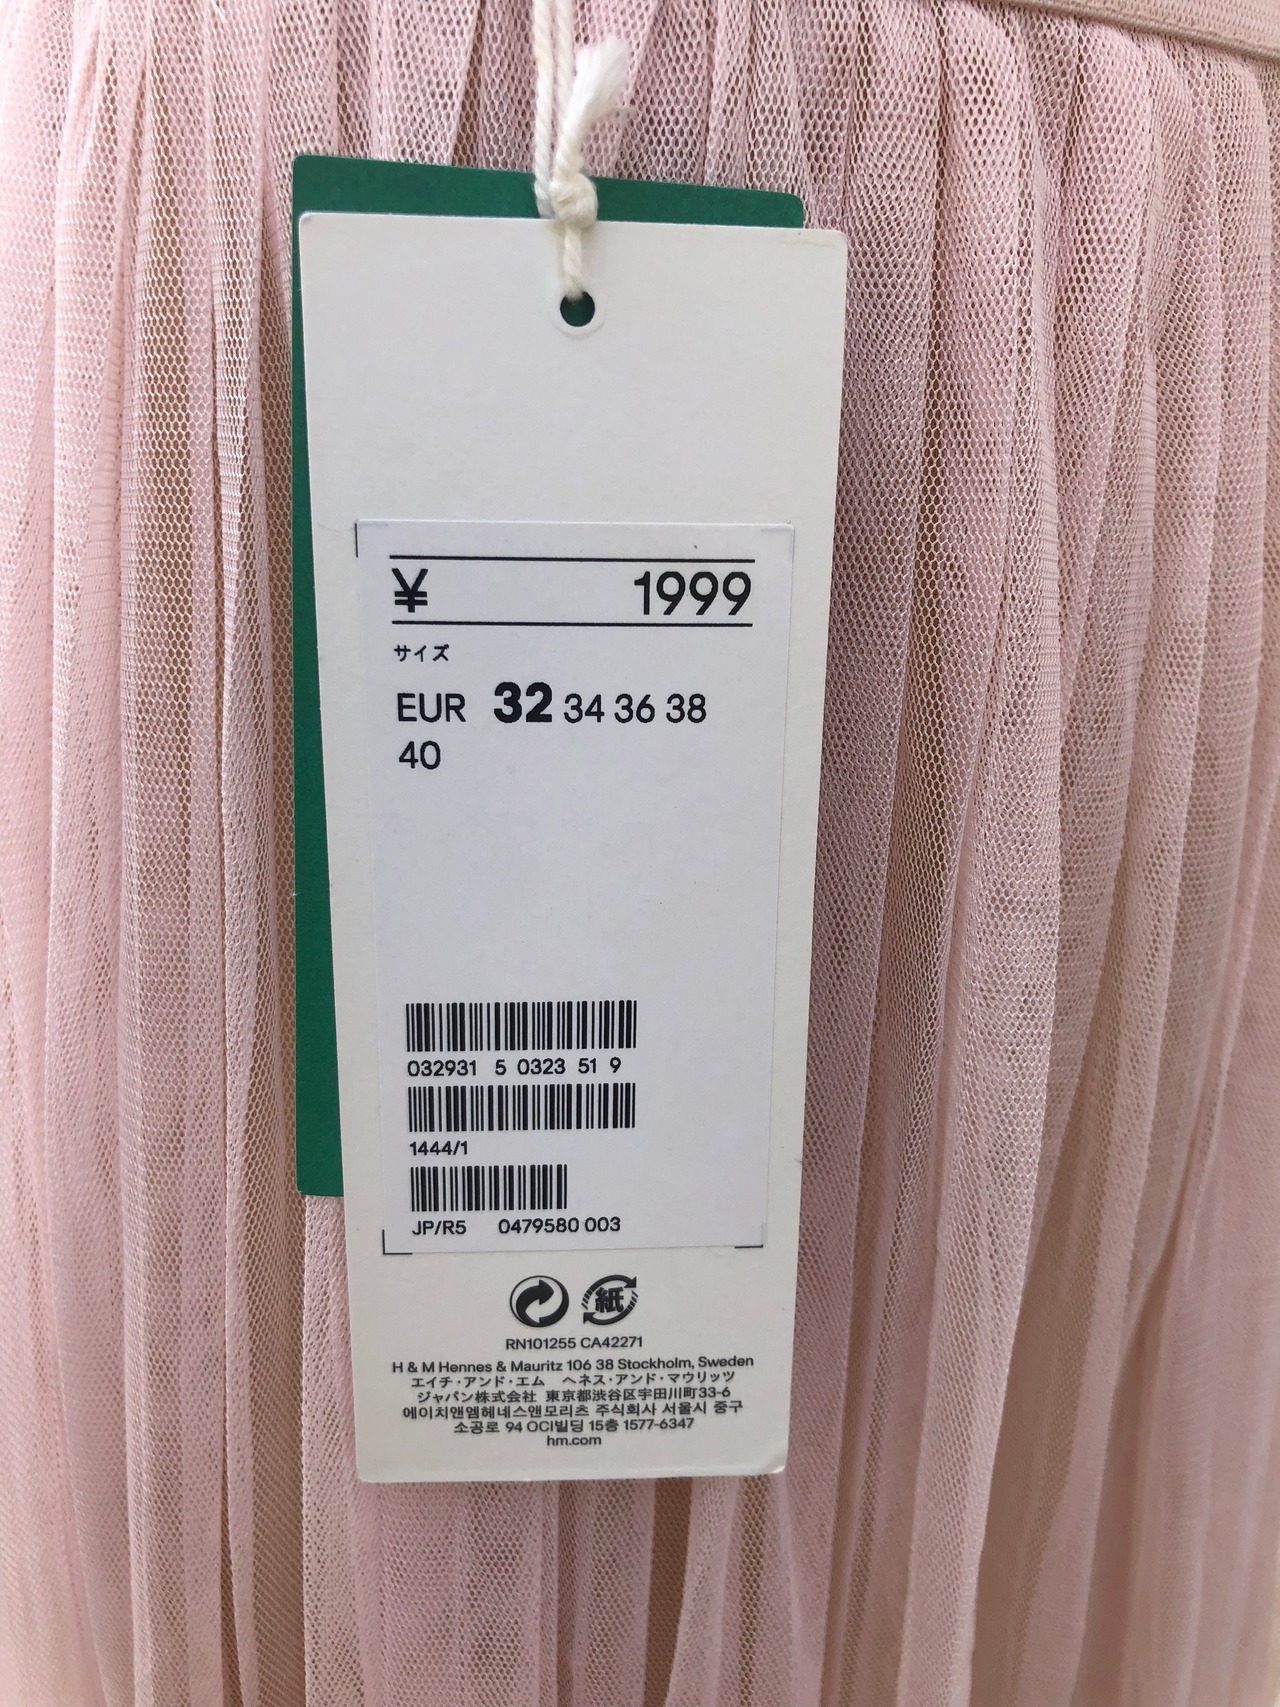 ¥ 1999
サイズ
EUR 32 34 36 38
40
032931 5 0323 51 9
1444/1
JP/R5 0479580 003
紙
RN101255 CA42271
H & M Hennes & Mauritz 106 38 Stockholm, Sweden
エイチ・アンド・エム ヘネス・アンド・マウリッツ
ジャパン株式会社 東京都渋谷区宇田川町33-6
에이치앤엠헤네스앤모리츠 주식회사 서울시 중구
소공로 94 OCI빌딩 15층 1577-6347
hm.com